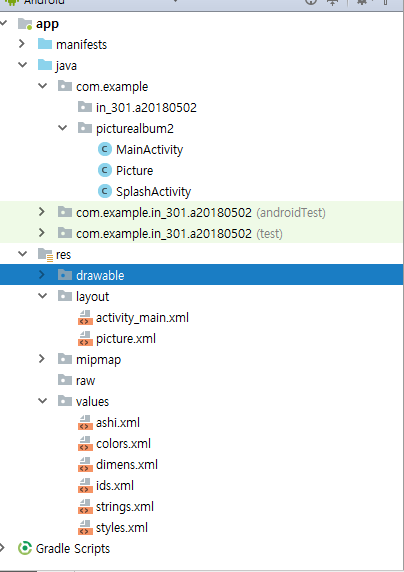 Android
app
manifests
java
com.example
in_301.a20180502
picturealbum2
MainActivity
Picture
SplashActivity
com.example.in_301.a20180502 (androidTest)
com.example.in_301.a20180502 (test)
res
drawable
layout
activity_main.xml
picture.xml
mipmap
raw
values
ashi.xml
colors.xml
dimens.xml
ids.xml
strings.xml
styles.xml
Gradle Scripts